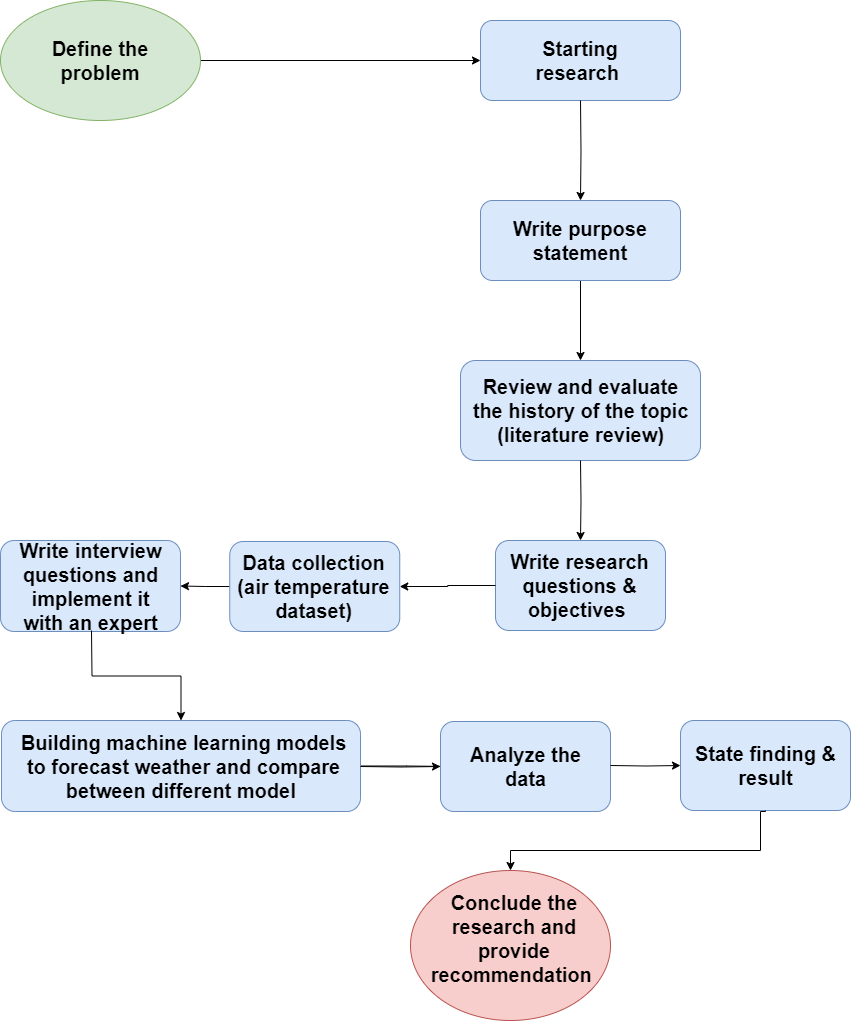 Define the
problem
Starting
research
Write purpose
statement
Review and evaluate
the history of the topic
(literature review)
Write research
questions &
objectives
Data collection
(air temperature
dataset)
Write interview
questions and
implement it
with an expert
Building machine learning models
to forecast weather and compare
between different model
Analyze the
data
State finding &
result
Conclude the
research and
provide
recommendation